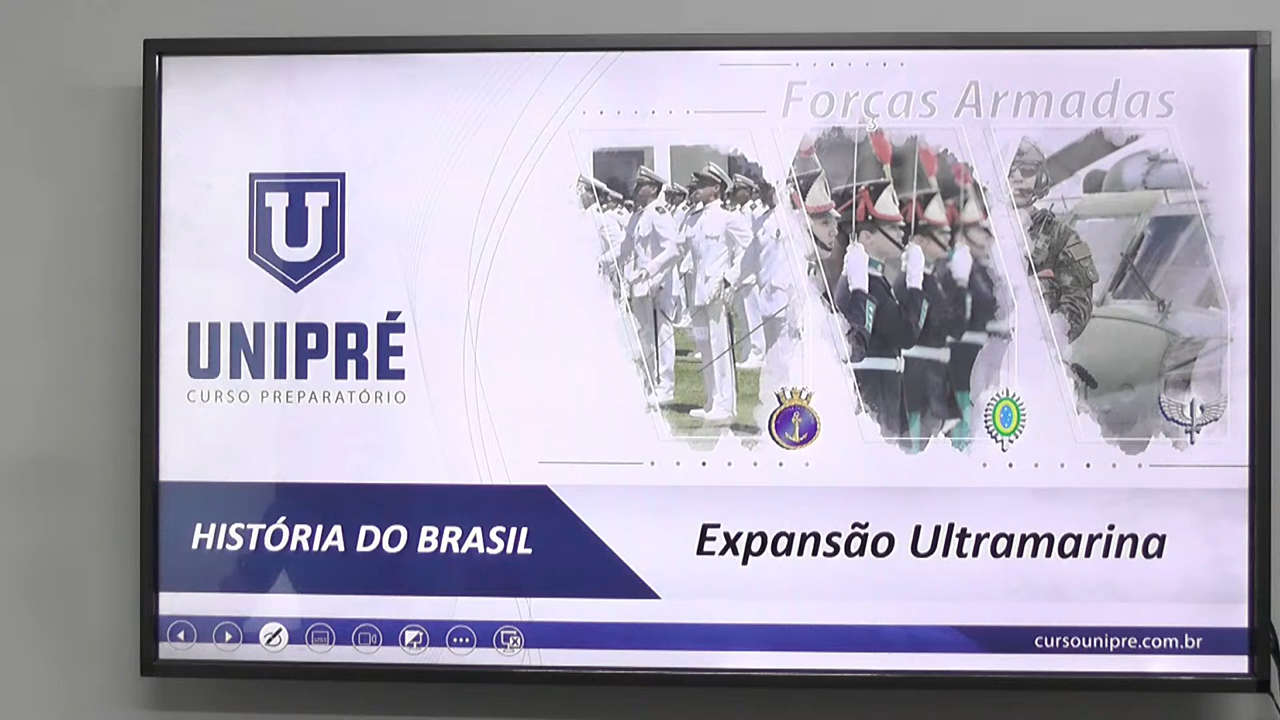 Forças Armadas
U
UNIPRÉ
CURSO PREPARATÓRIO
HISTÓRIA DO BRASIL
Expansão Ultramarina
cursounipre.com.br